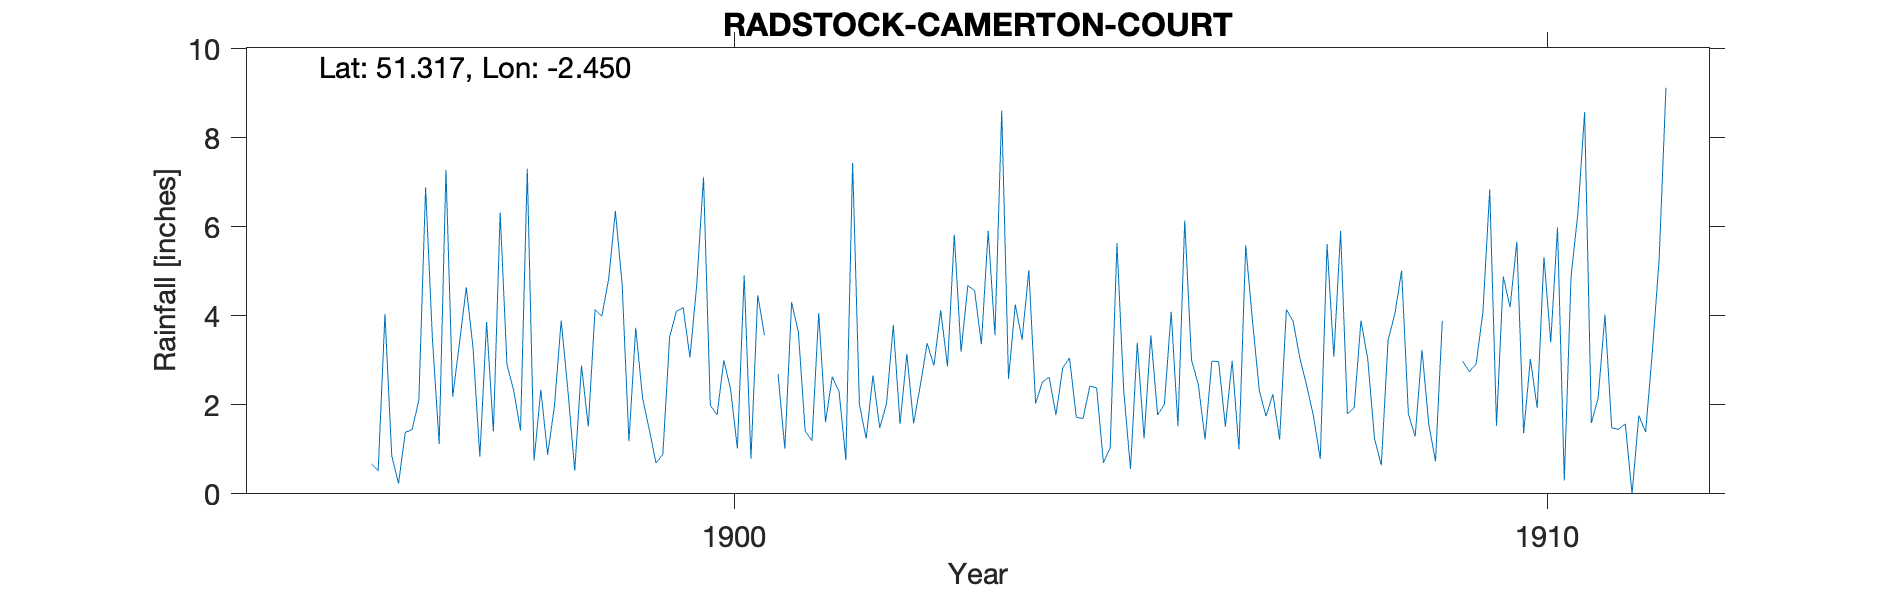 RADSTOCK-CAMERTON-COURT
Lat: 51.317, Lon: -2.450
10
8
6
4
2
0
Rainfall [inches]
1900 1910
Year